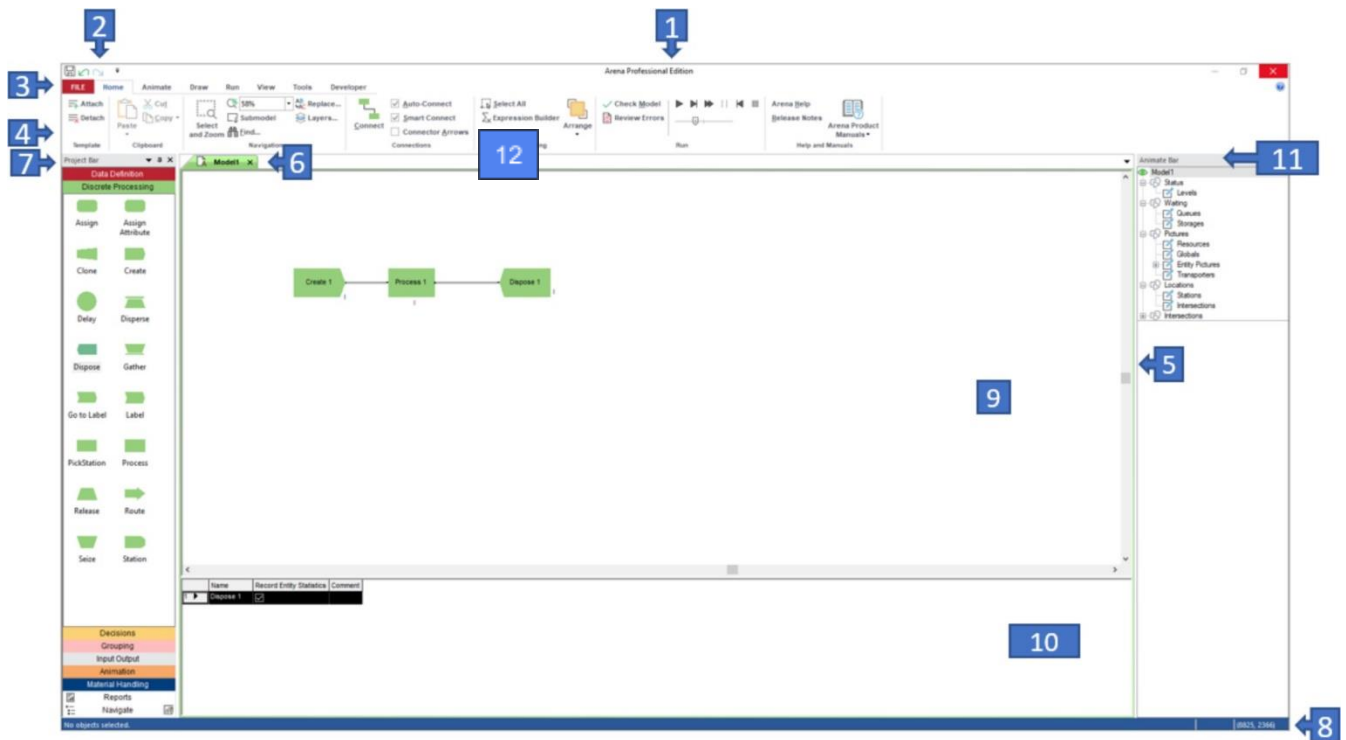 2
1
Arena Professional Edition
3
FILE Home Animate Draw Run View Tools Developer
Attach
Detach
Template
Paste
Cut
Copy
Clipboard
Select and Zoom
58%
Submodel
Find...
Replace...
Layers...
Navigation
Connect
Auto-Connect
Smart Connect
Connector Arrows
Connections
Select All
Expression Builder
Arrange
12
Check Model
Review Errors
Run
Arena Help
Release Notes
Arena Product Manuals
Help and Manuals
4
7
Project Bar
Data Definition
Discrete Processing
Assign Assign Attribute
Clone Create
Delay Disperse
Dispose Gather
Go to Label Label
PickStation Process
Release Route
Seize Station
Decisions
Grouping
Input Output
Animation
Material Handling
Reports
Navigate
Model1
6
Create 1 Process 1 Dispose 1
9
Name Record Entity Statistics Comment
1 Dispose 1
10
Animate Bar
11
Model1
Status
Levels
Waiting
Queues
Storages
Pictures
Resources
Globals
Entity Pictures
Transporters
Locations
Stations
Intersections
Intersections
5
No objects selected.
(8825, 2366)
8